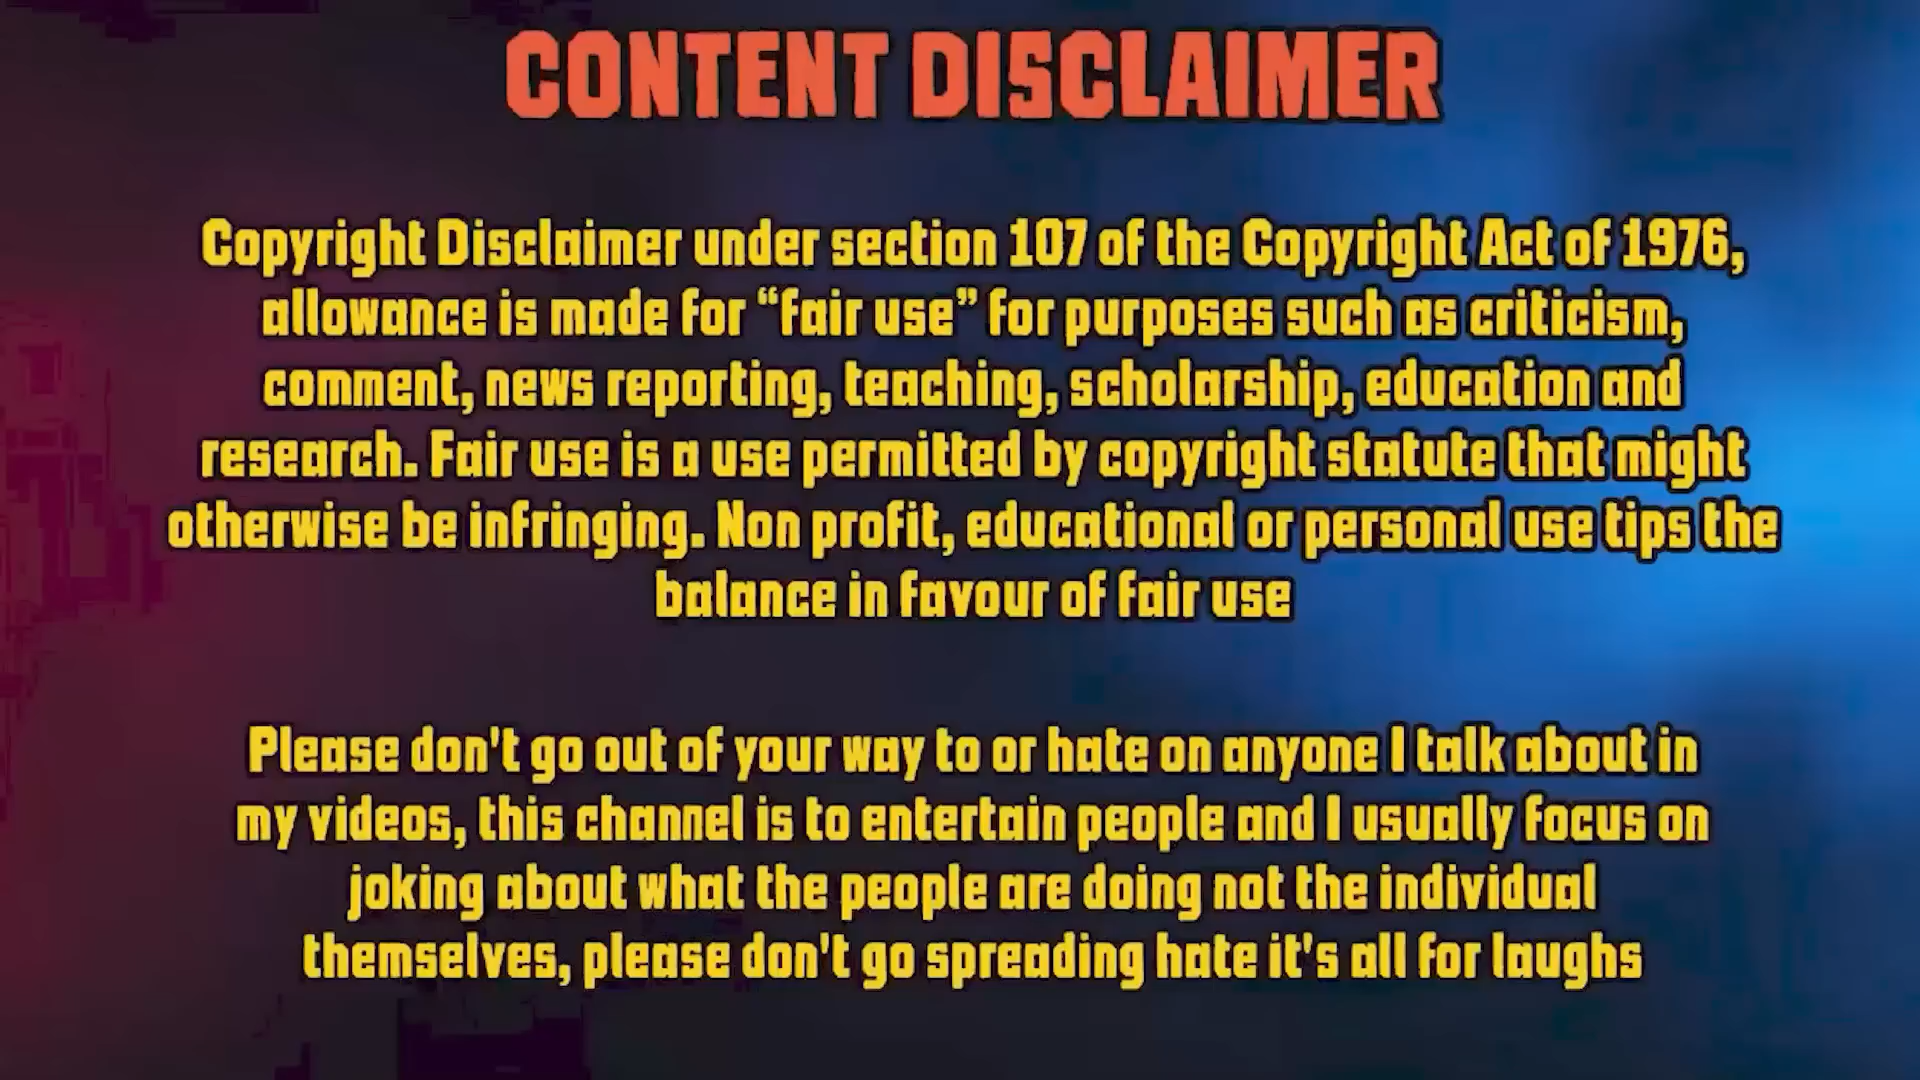 CONTENT DISCLAIMER
Copyright Disclaimer under section 107 of the Copyright Act of 1976,
allowance is made for “fair use” for purposes such as criticism,
comment, news reporting, teaching, scholarship, education and
research. Fair use is a use permitted by copyright statute that might
otherwise be infringing. Non profit, educational or personal use tips the
balance in favour of fair use
Please don't go out of your way to or hate on anyone I talk about in
my videos, this channel is to entertain people and I usually focus on
joking about what the people are doing not the individual
themselves, please don't go spreading hate it's all for laughs